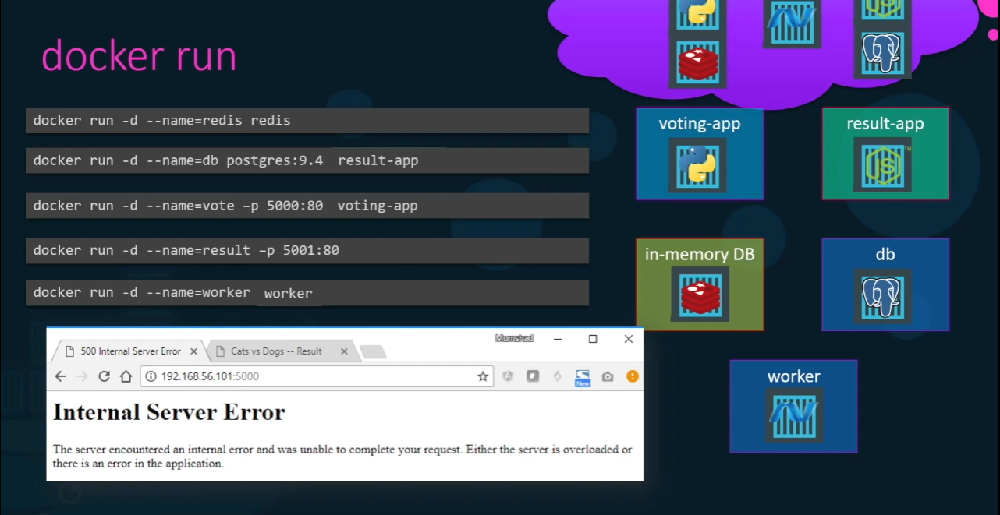 docker run
docker run -d --name=redis redis
docker run -d --name=db postgres:9.4 result-app
docker run -d --name=vote –p 5000:80 voting-app
docker run -d --name=result –p 5001:80
docker run -d --name=worker worker
voting-app
result-app
JS
TM
in-memory DB
db
worker
Mumshad
500 Internal Server Error
Cats vs Dogs -- Result
192.168.56.101:5000
New
Internal Server Error
The server encountered an internal error and was unable to complete your request. Either the server is overloaded or
there is an error in the application.